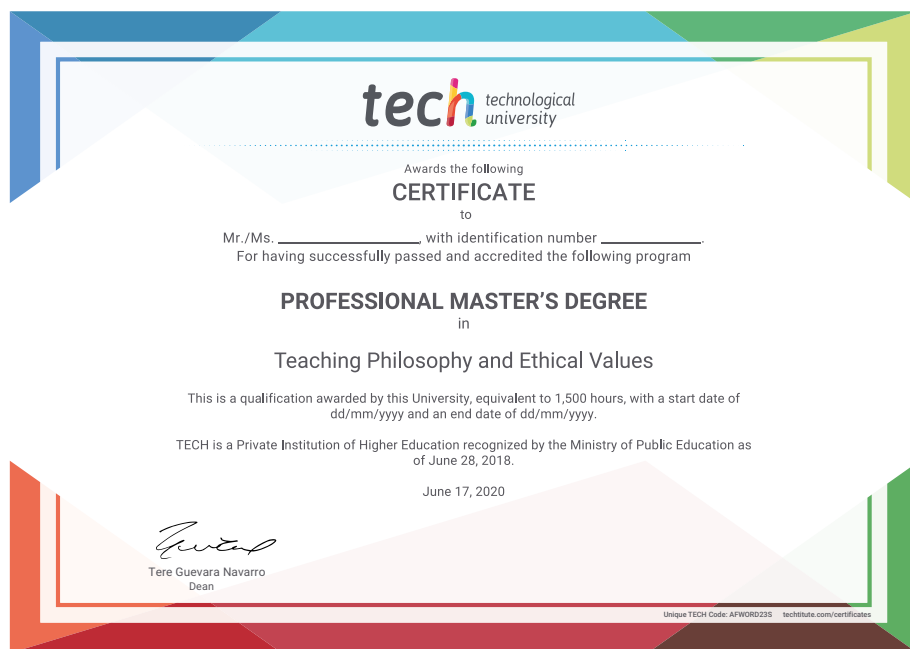 tech technological
university
Awards the following
CERTIFICATE
to
Mr./Ms. ____________________, with identification number ______________.
For having successfully passed and accredited the following program
PROFESSIONAL MASTER'S DEGREE
in
Teaching Philosophy and Ethical Values
This is a qualification awarded by this University, equivalent to 1,500 hours, with a start date of
dd/mm/yyyy and an end date of dd/mm/yyyy.
TECH is a Private Institution of Higher Education recognized by the Ministry of Public Education as
of June 28, 2018.
June 17, 2020
Tere Guevara Navarro
Dean
Unique TECH Code: AFWORD23S techtitute.com/certificates